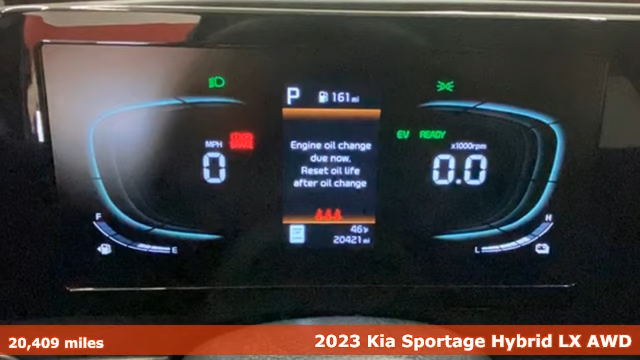 P 161 mi
EV READY
MPH
x1000rpm
0
0.0
Engine oil change
due now.
Reset oil life
after oil change
F
E
H
L
46°F
20421 mi
20,409 miles
2023 Kia Sportage Hybrid LX AWD